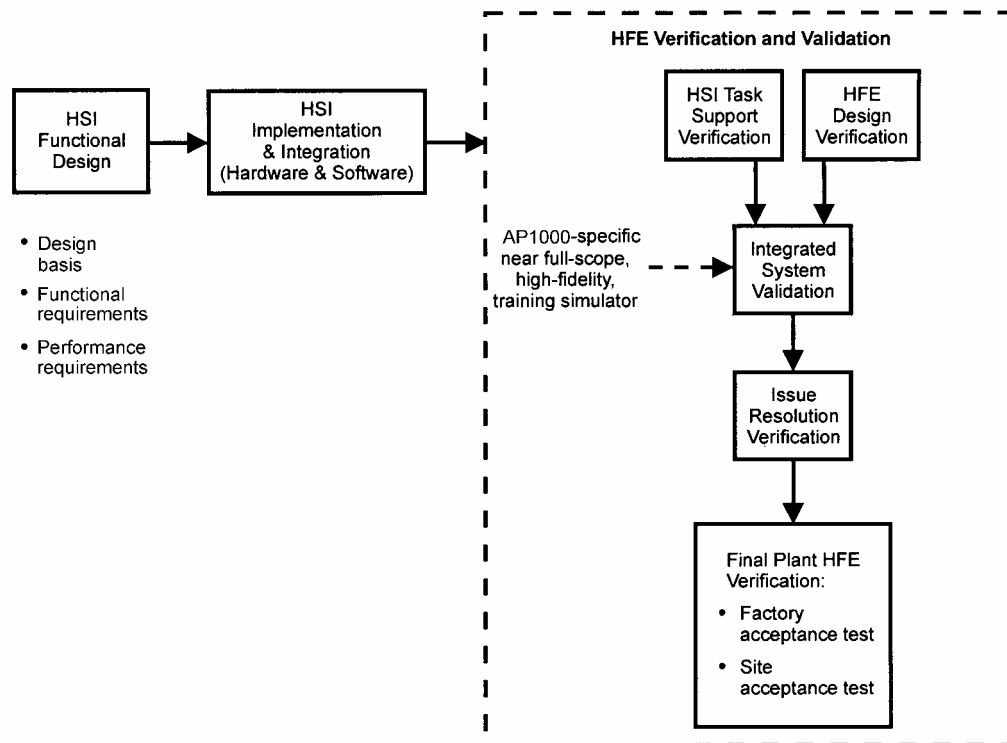 HFE Verification and Validation
HSI
Functional
Design
HSI
Implementation
& Integration
(Hardware & Software)
HSI Task
Support
Verification
HFE
Design
Verification
• Design
basis
• Functional
requirements
• Performance
requirements
AP1000-specific
near full-scope,
high-fidelity,
training simulator
Integrated
System
Validation
Issue
Resolution
Verification
Final Plant HFE
Verification:
• Factory
acceptance test
• Site
acceptance test